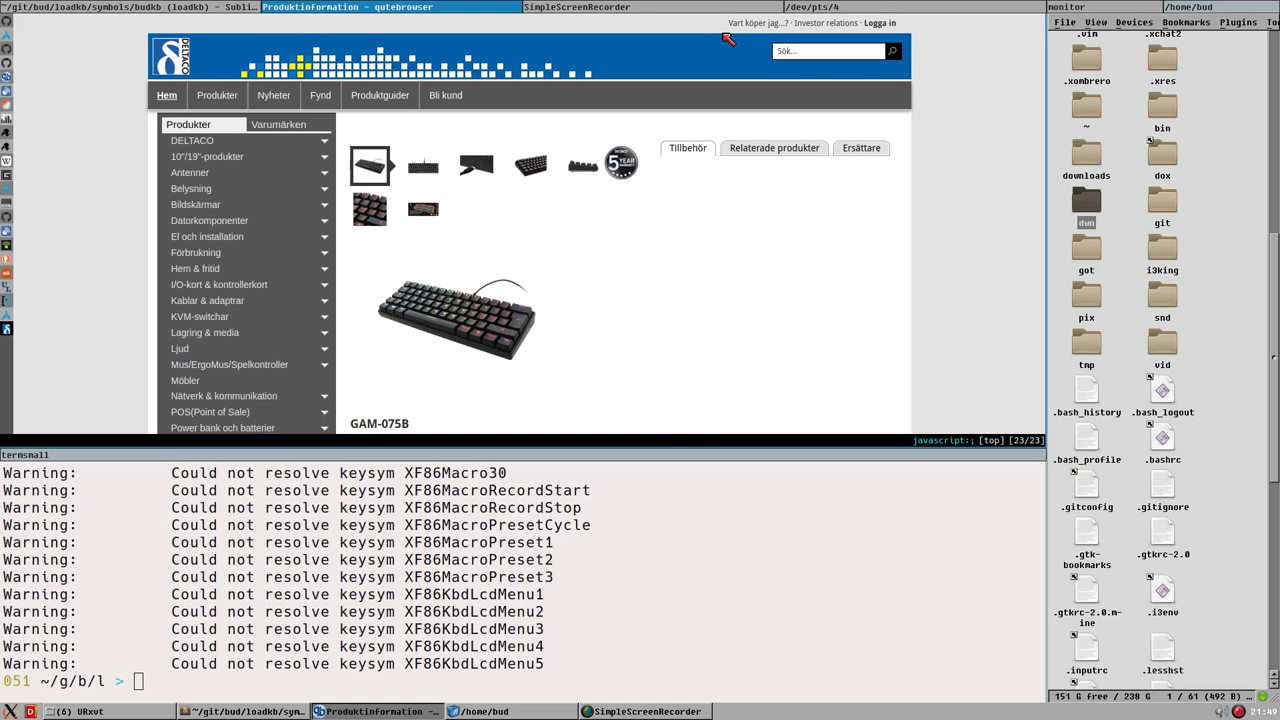 ~/git/bud/loadkb/symbols/budkb (loadkb) - Subli...
Produktinformation - qutebrowser
SimpleScreenRecorder
/dev/pts/4
monitor
/home/bud
Vart köper jag...? · Investor relations · Logga in
DELTACO
Sök...
Hem
Produkter
Nyheter
Fynd
Produktguider
Bli kund
Produkter
Varumärken
DELTACO
10"/19"-produkter
Antenner
Belysning
Bildskärmar
Datorkomponenter
El och installation
Förbrukning
Hem & fritid
I/O-kort & kontrollerkort
Kablar & adaptrar
KVM-switchar
Lagring & media
Ljud
Mus/ErgoMus/Spelkontroller
Möbler
Nätverk & kommunikation
POS(Point of Sale)
Power bank och batterier
5 YEAR
Tillbehör
Relaterade produkter
Ersättare
GAM-075B
javascript:; [top] [23/23]
termsmall
Warning: Could not resolve keysym XF86Macro30
Warning: Could not resolve keysym XF86MacroRecordStart
Warning: Could not resolve keysym XF86MacroRecordStop
Warning: Could not resolve keysym XF86MacroPresetCycle
Warning: Could not resolve keysym XF86MacroPreset1
Warning: Could not resolve keysym XF86MacroPreset2
Warning: Could not resolve keysym XF86MacroPreset3
Warning: Could not resolve keysym XF86KbdLcdMenu1
Warning: Could not resolve keysym XF86KbdLcdMenu2
Warning: Could not resolve keysym XF86KbdLcdMenu3
Warning: Could not resolve keysym XF86KbdLcdMenu4
Warning: Could not resolve keysym XF86KbdLcdMenu5
051 ~/g/b/l >
File View Devices Bookmarks Plugins To
.vim .xchat2
.xombrero .xres
~ bin
downloads dox
dun git
got i3king
pix snd
tmp vid
.bash_history .bash_logout
.bash_profile .bashrc
.gitconfig .gitignore
.gtk-bookmarks .gtkrc-2.0
.gtkrc-2.0.m-ine .i3env
.inputrc .lesshst
151 G free / 238 G 1 / 61 (492 B) ...
(6) URxvt
~/git/bud/loadkb/sym...
Produktinformation -...
/home/bud
SimpleScreenRecorder
21:49